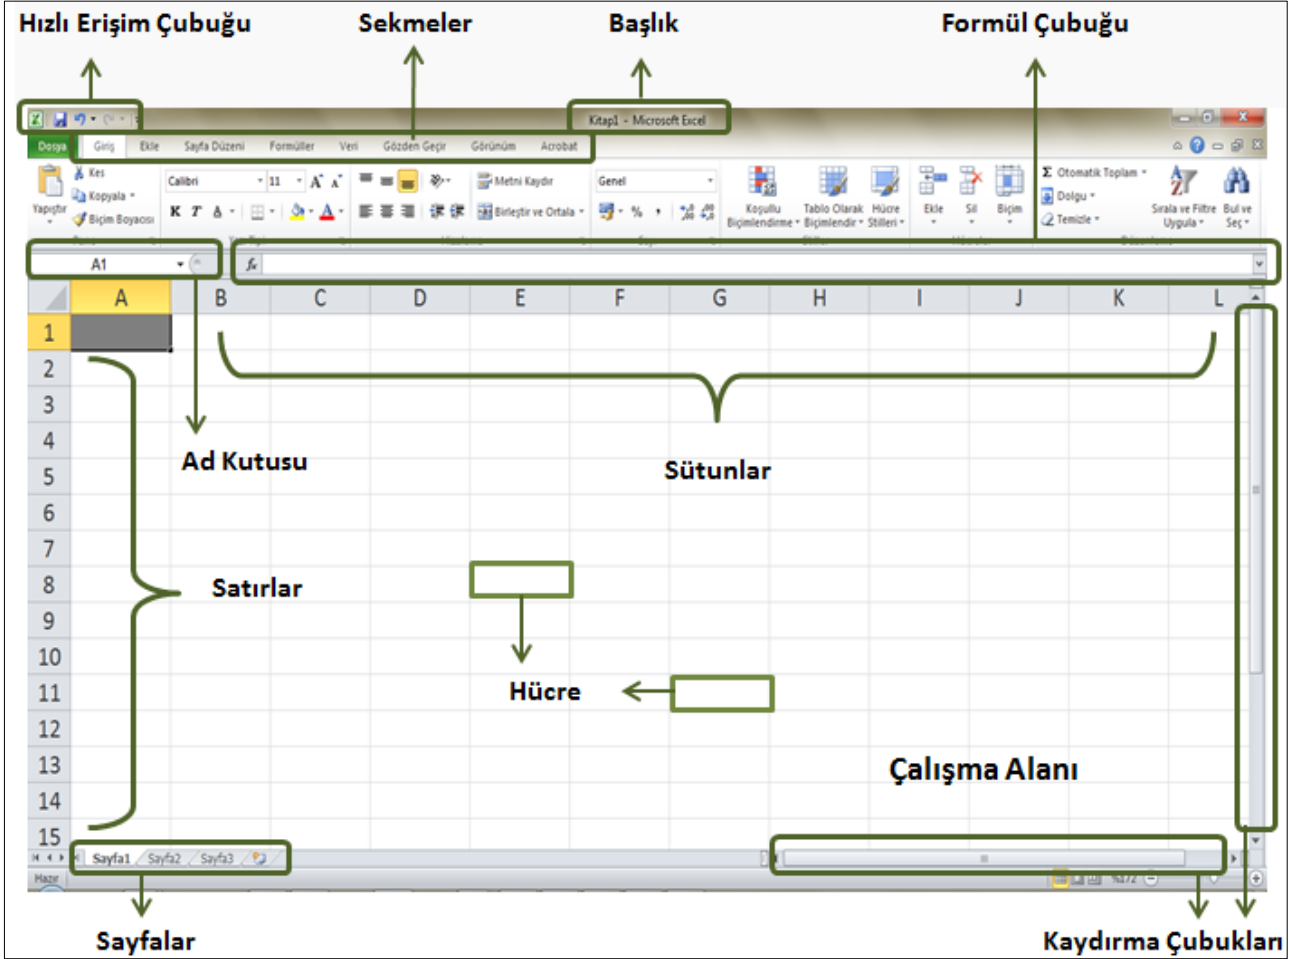 Hızlı Erişim Çubuğu Sekmeler Başlık Formül Çubuğu
Kitap1 - Microsoft Excel
Dosya Giriş Ekle Sayfa Düzeni Formüller Veri Gözden Geçir Görünüm Acrobat
Kes
Kopyala
Biçim Boyacısı
Yapıştır
Calibri 11
K T A
Metni Kaydır
Birleştir ve Ortala
Genel
%
Koşullu Biçimlendirme
Tablo Olarak Biçimlendir
Hücre Stilleri
Ekle Sil Biçim
Σ Otomatik Toplam
Dolgu
Temizle
Sırala ve Filtre Uygula
Bul ve Seç
A1 fx
A B C D E F G H I J K L
1
2
3
4
Ad Kutusu
Sütunlar
5
6
7
8
Satırlar
9
10
11
Hücre
12
13
Çalışma Alanı
14
15
Sayfa1 Sayfa2 Sayfa3
Hazır %172
Sayfalar Kaydırma Çubukları